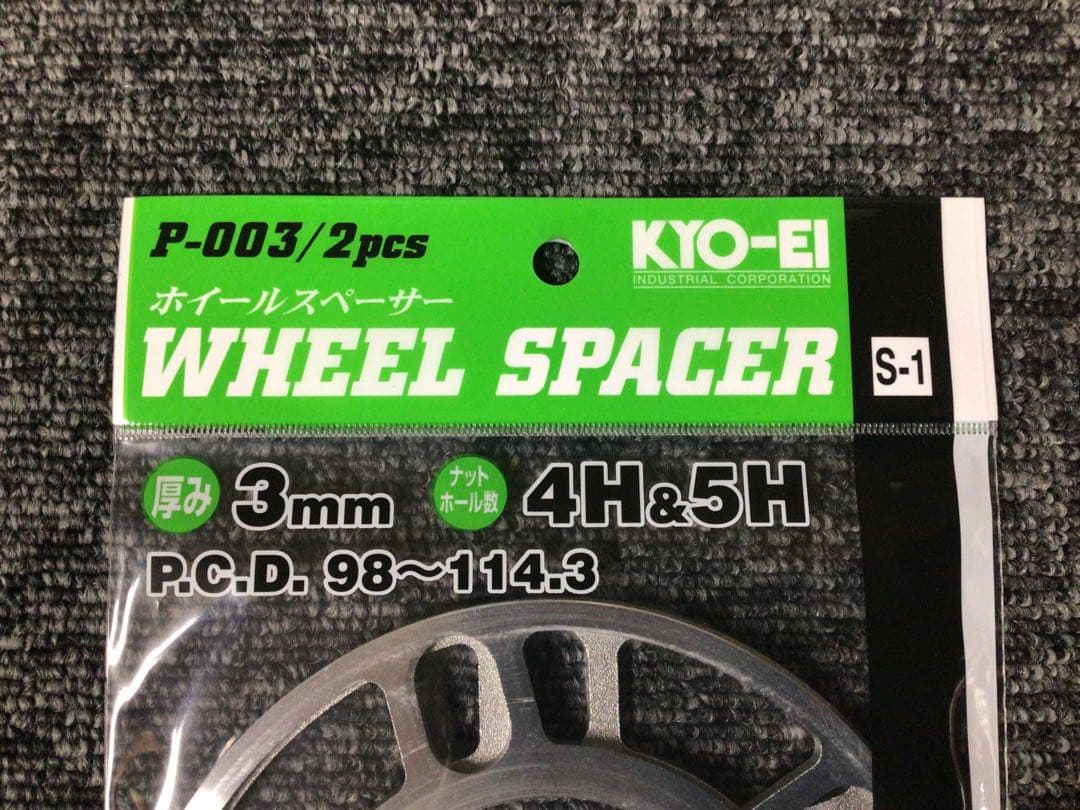 P-003/2pcs
KYO-EI
INDUSTRIAL CORPORATION
ホイールスペーサー
WHEEL SPACER
S-1
厚み 3mm
ナット
ホール数
4H&5H
P.C.D. 98～114.3